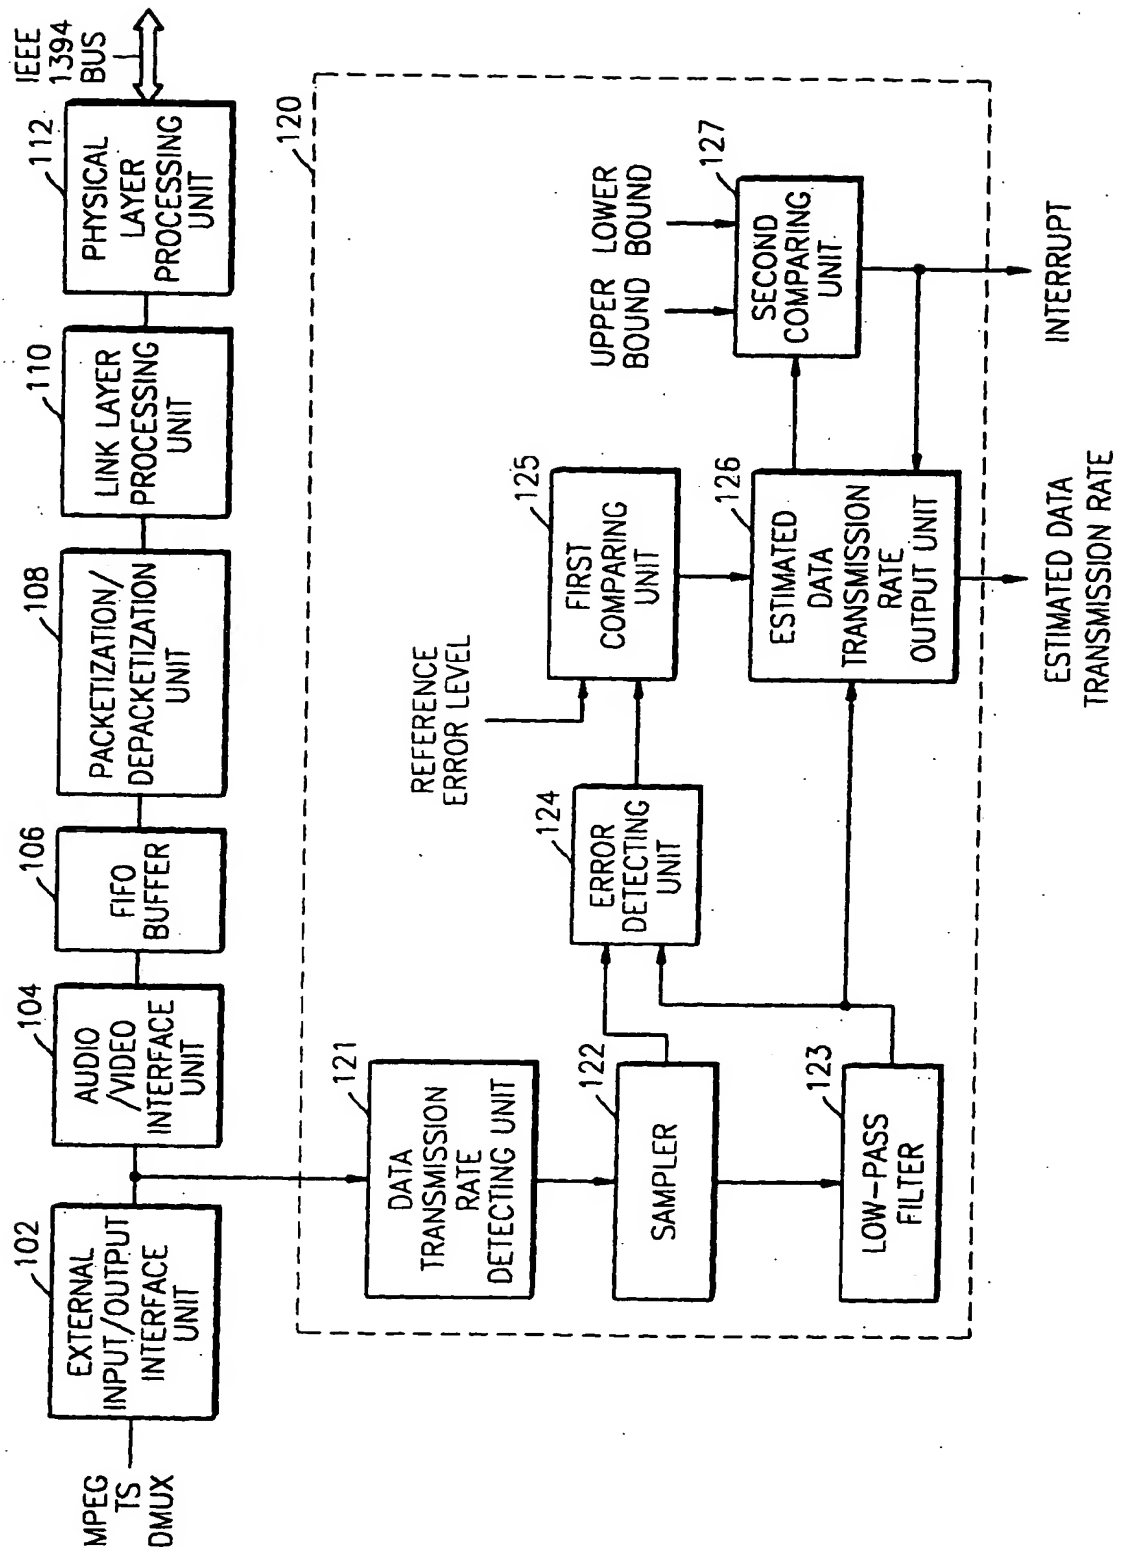 MPEG
TS
DMUX
102
EXTERNAL
INPUT/OUTPUT
INTERFACE
UNIT
104
AUDIO
/VIDEO
INTERFACE
UNIT
106
FIFO
BUFFER
108
PACKETIZATION/
DEPACKETIZATION
UNIT
110
LINK LAYER
PROCESSING
UNIT
112
PHYSICAL
LAYER
PROCESSING
UNIT
IEEE
1394
BUS
120
121
DATA
TRANSMISSION
RATE
DETECTING UNIT
122
SAMPLER
123
LOW-PASS
FILTER
124
ERROR
DETECTING
UNIT
REFERENCE
ERROR LEVEL
125
FIRST
COMPARING
UNIT
126
ESTIMATED
DATA
TRANSMISSION
RATE
OUTPUT UNIT
UPPER
BOUND
LOWER
BOUND
127
SECOND
COMPARING
UNIT
ESTIMATED DATA
TRANSMISSION RATE
INTERRUPT